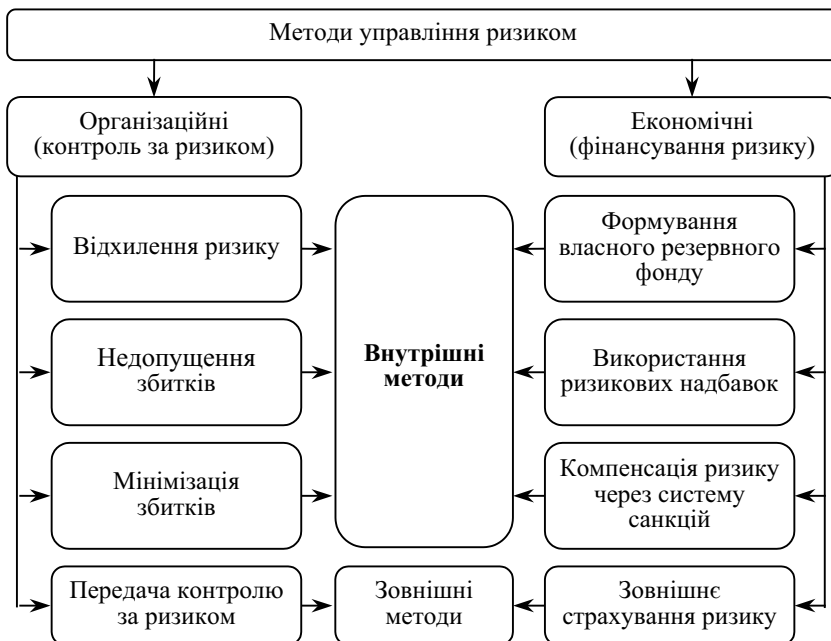 Методи управління ризиком
Організаційні
(контроль за ризиком)
Економічні
(фінансування ризику)
Відхилення ризику
Формування
власного резервного
фонду
Недопущення
збитків
Внутрішні
методи
Використання
ризикових надбавок
Мінімізація
збитків
Компенсація ризику
через систему
санкцій
Передача контролю
за ризиком
Зовнішні
методи
Зовнішнє
страхування ризику